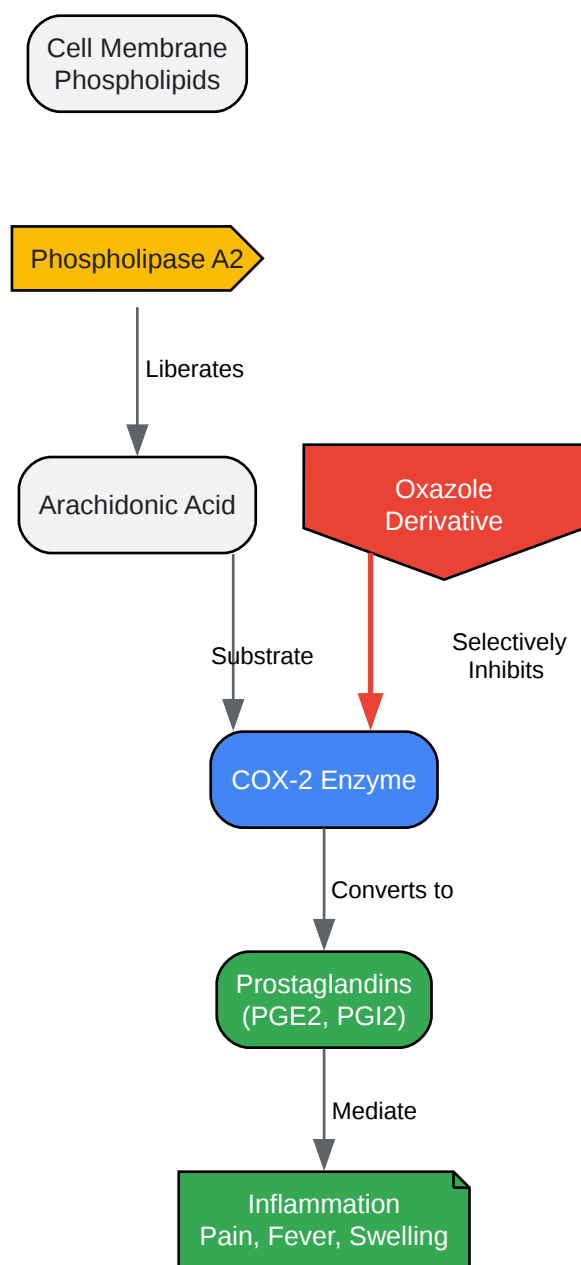 Cell Membrane
Phospholipids
Phospholipase A2
Liberates
Arachidonic Acid
Oxazole
Derivative
Substrate
Selectively
Inhibits
COX-2 Enzyme
Converts to
Prostaglandins
(PGE2, PGI2)
Mediate
Inflammation
Pain, Fever, Swelling